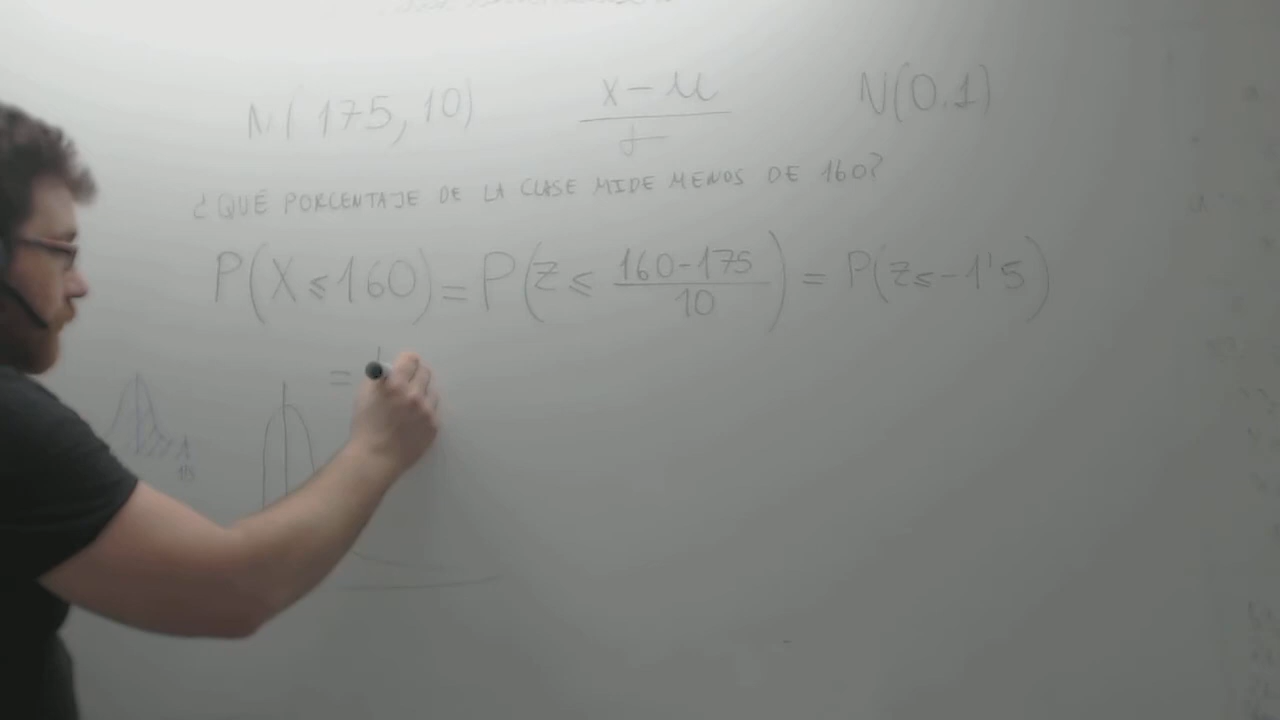 N( 175, 10) x-μ/σ N(0.1)
¿QUÉ PORCENTAJE DE LA CLASE MIDE MENOS DE 160?
P(X≤160)=P(Z≤ 160-175/10) = P(Z≤-1'5)
=